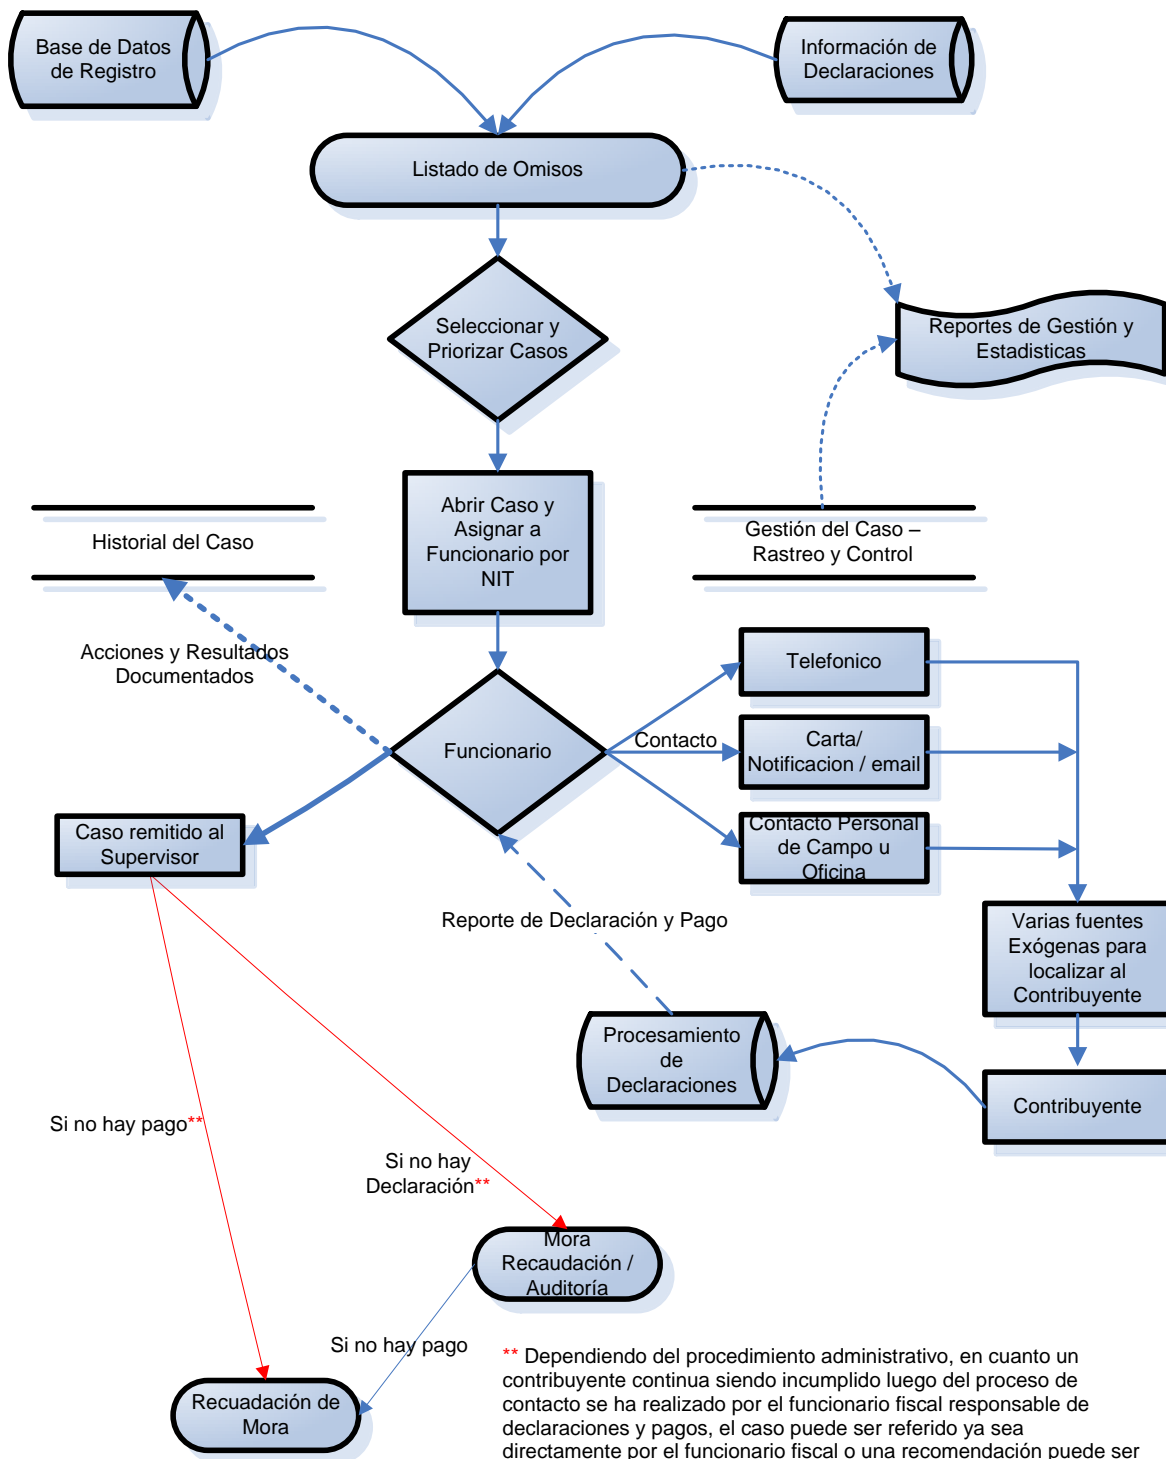 Base de Datos
de Registro
Información de
Declaraciones
Listado de Omisos
Seleccionar y
Priorizar Casos
Reportes de Gestión y
Estadisticas
Abrir Caso y
Asignar a
Funcionario por
NIT
Historial del Caso
Gestión del Caso –
Rastreo y Control
Acciones y Resultados
Documentados
Telefonico
Funcionario
Contacto
Carta/
Notificacion / email
Caso remitido al
Supervisor
Contacto Personal
de Campo u
Oficina
Reporte de Declaración y Pago
Varias fuentes
Exógenas para
localizar al
Contribuyente
Procesamiento
de
Declaraciones
Contribuyente
Si no hay pago**
Si no hay
Declaración**
Mora
Recaudación /
Auditoría
Si no hay pago
Recuadación de
Mora
** Dependiendo del procedimiento administrativo, en cuanto un
contribuyente continua siendo incumplido luego del proceso de
contacto se ha realizado por el funcionario fiscal responsable de
declaraciones y pagos, el caso puede ser referido ya sea
directamente por el funcionario fiscal o una recomendación puede ser